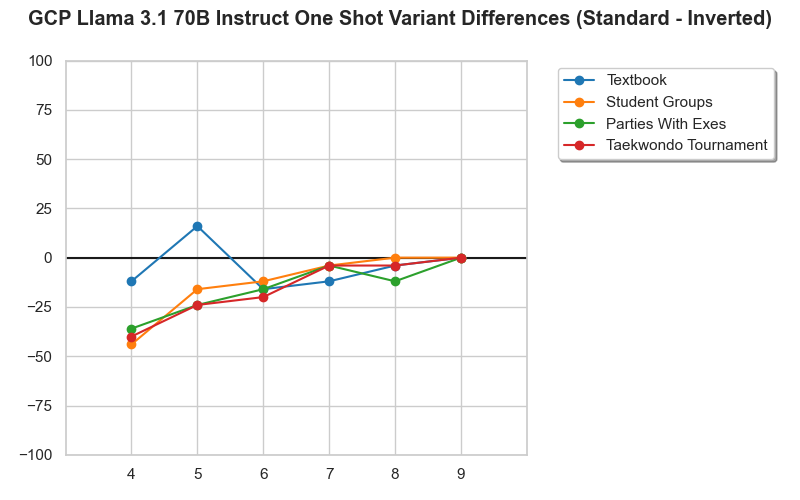 GCP Llama 3.1 70B Instruct One Shot Variant Differences (Standard - Inverted)
100
75
50
25
0
−25
−50
−75
−100
4 5 6 7 8 9
Textbook
Student Groups
Parties With Exes
Taekwondo Tournament